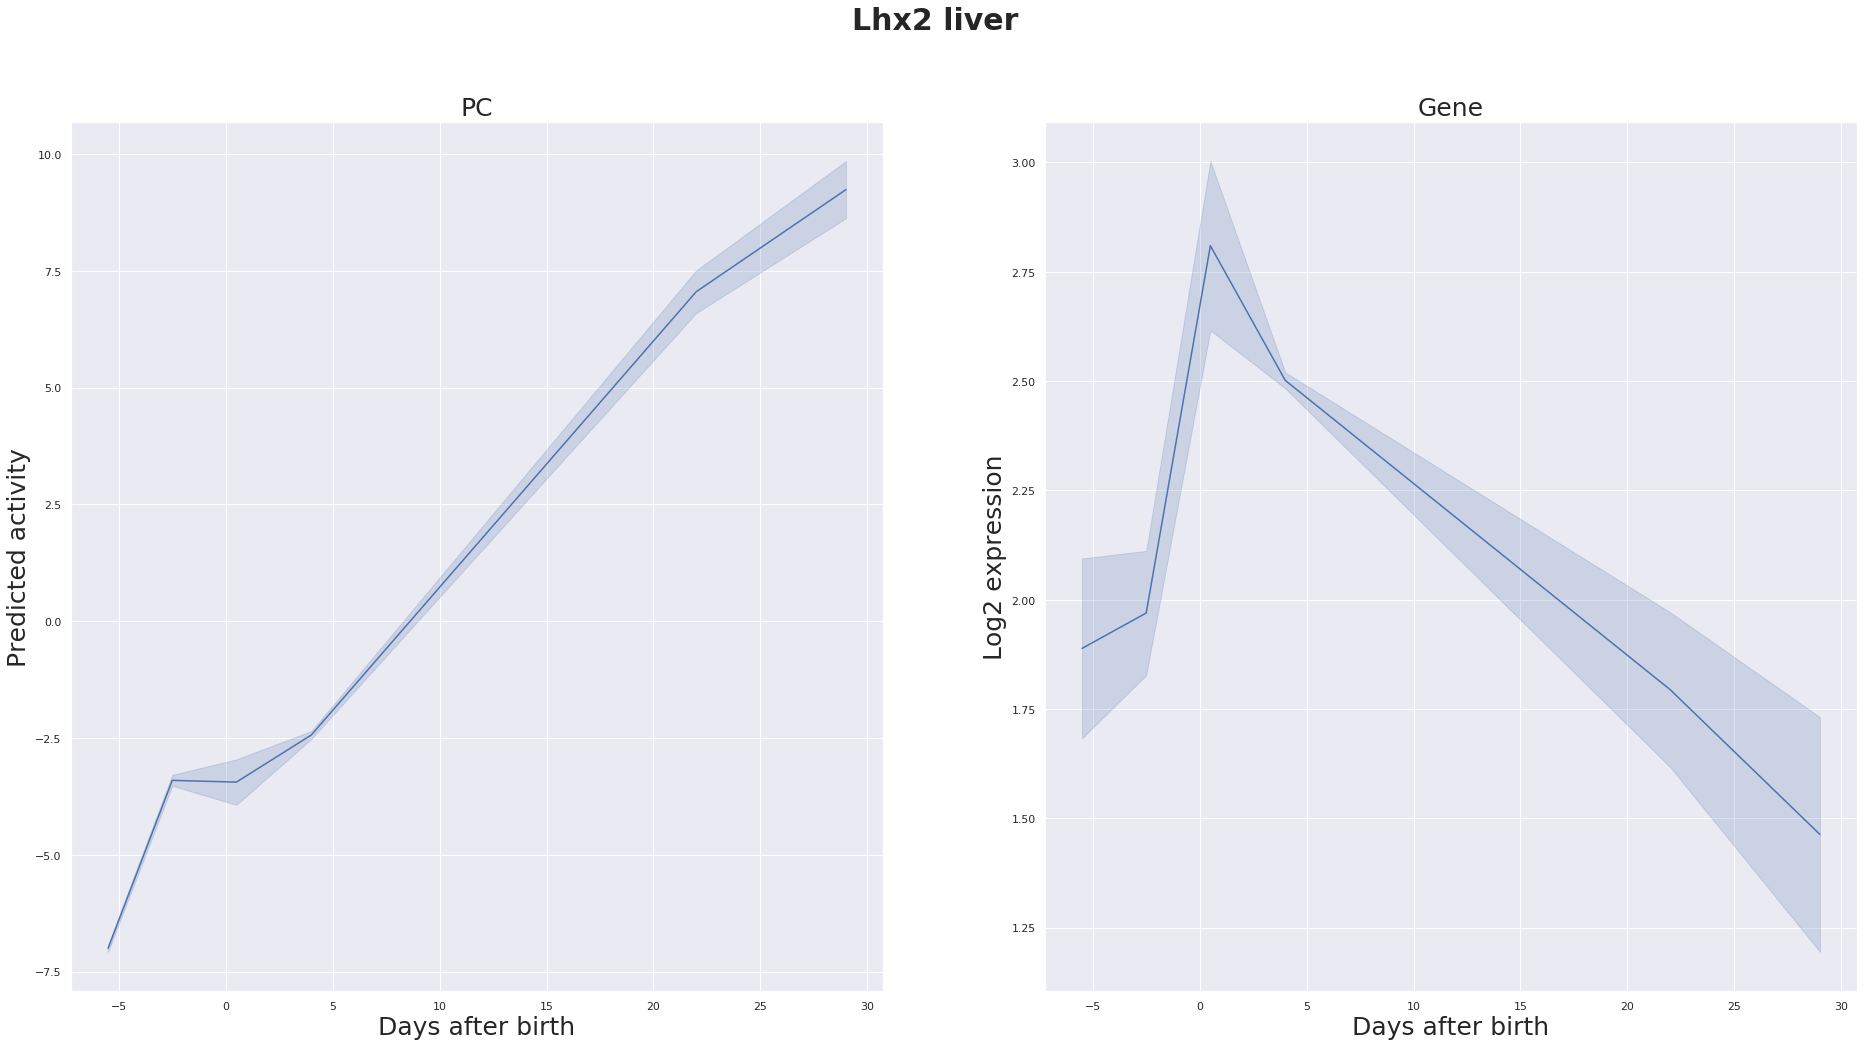 Lhx2 liver
PC
Predicted activity
10.0
7.5
5.0
2.5
0.0
−2.5
−5.0
−7.5
−5 0 5 10 15 20 25 30
Days after birth
Gene
Log2 expression
3.00
2.75
2.50
2.25
2.00
1.75
1.50
1.25
−5 0 5 10 15 20 25 30
Days after birth